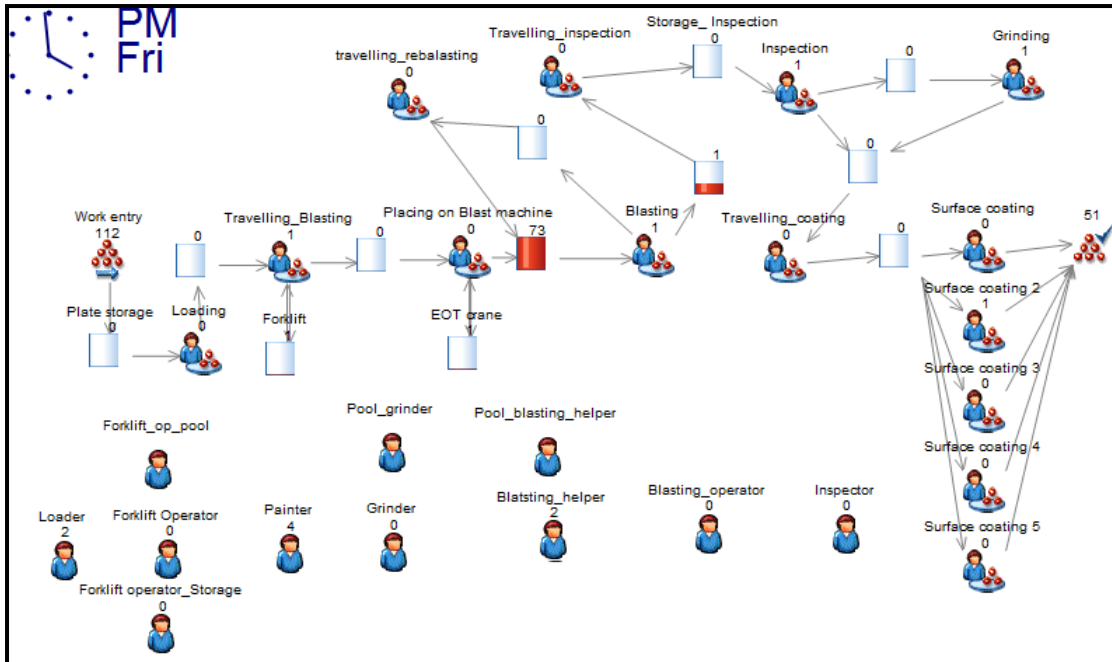 PM
Fri
Travelling_inspection
0
Storage_ Inspection
0
Inspection
1
0
Grinding
1
travelling_rebalasting
0
0
1
0
Work entry
112
0
Travelling_Blasting
1
0
Placing on Blast machine
0
73
Blasting
1
Travelling_coating
0
0
Surface coating
0
51
Plate storage
0
Loading
0
Forklift
1
EOT crane
Surface coating 2
1
Surface coating 3
0
Surface coating 4
0
Surface coating 5
0
Forklift_op_pool
Pool_grinder
Pool_blasting_helper
Loader
2
Forklift Operator
0
Painter
4
Grinder
0
Blatsting_helper
2
Blasting_operator
0
Inspector
0
Forklift operator_Storage
0